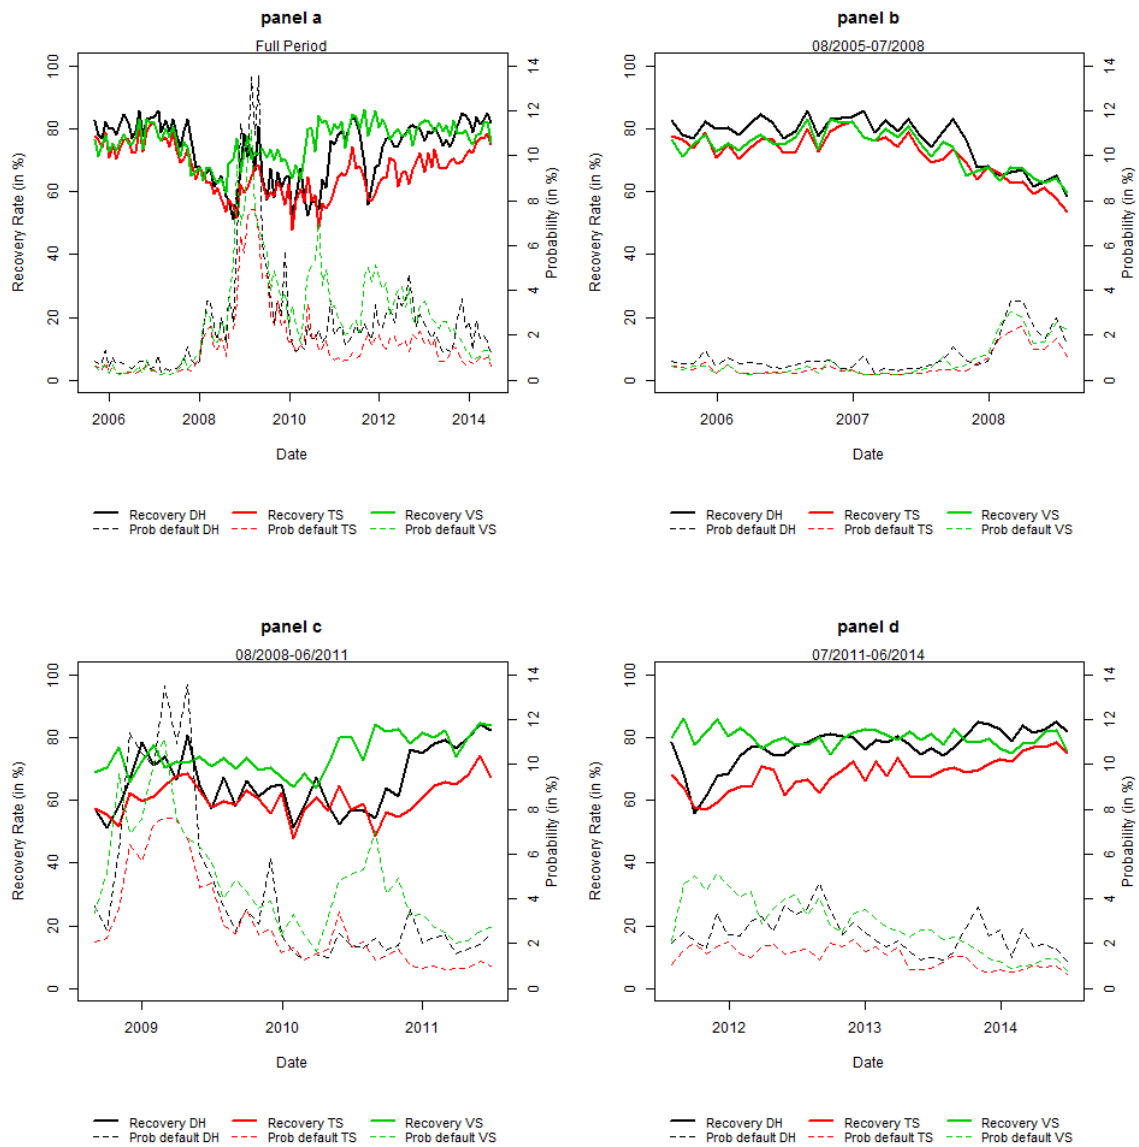 panel a
Full Period
Recovery Rate (in %)
0 20 40 60 80 100
Probability (in %)
0 2 4 6 8 10 12 14
2006 2008 2010 2012 2014
Date
Recovery DH Recovery TS Recovery VS
Prob default DH Prob default TS Prob default VS
panel b
08/2005-07/2008
Recovery Rate (in %)
0 20 40 60 80 100
Probability (in %)
0 2 4 6 8 10 12 14
2006 2007 2008
Date
Recovery DH Recovery TS Recovery VS
Prob default DH Prob default TS Prob default VS
panel c
08/2008-06/2011
Recovery Rate (in %)
0 20 40 60 80 100
Probability (in %)
0 2 4 6 8 10 12 14
2009 2010 2011
Date
Recovery DH Recovery TS Recovery VS
Prob default DH Prob default TS Prob default VS
panel d
07/2011-06/2014
Recovery Rate (in %)
0 20 40 60 80 100
Probability (in %)
0 2 4 6 8 10 12 14
2012 2013 2014
Date
Recovery DH Recovery TS Recovery VS
Prob default DH Prob default TS Prob default VS